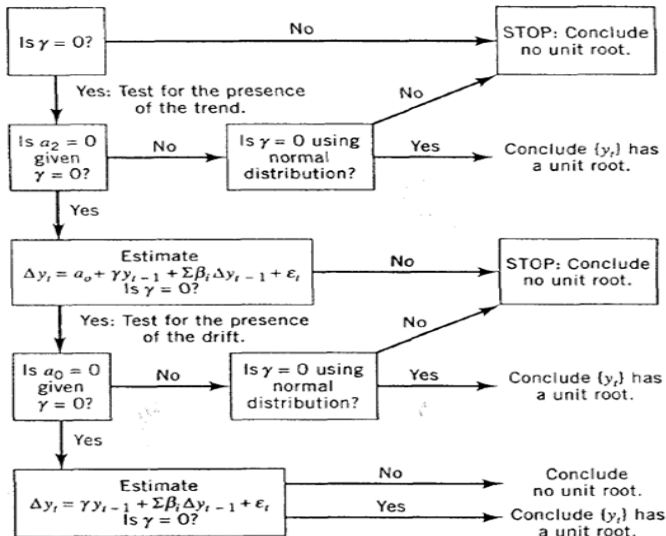 Is γ = 0?
No
STOP: Conclude
no unit root.
Yes: Test for the presence
of the trend.
No
Is a₂ = 0
given
γ = 0?
No
Is γ = 0 using
normal
distribution?
Yes
Conclude {yₜ} has
a unit root.
Yes
Estimate
Δyₜ = aₒ + γyₜ₋₁ + Σβᵢ Δyₜ₋₁ + εₜ
Is γ = 0?
No
STOP: Conclude
no unit root.
Yes: Test for the presence
of the drift.
No
Is a₀ = 0
given
γ = 0?
No
Is γ = 0 using
normal
distribution?
Yes
Conclude {yₜ} has
a unit root.
Yes
Estimate
Δyₜ = γyₜ₋₁ + Σβᵢ Δyₜ₋₁ + εₜ
Is γ = 0?
No
Conclude
no unit root.
Yes
Conclude {yₜ} has
a unit root.